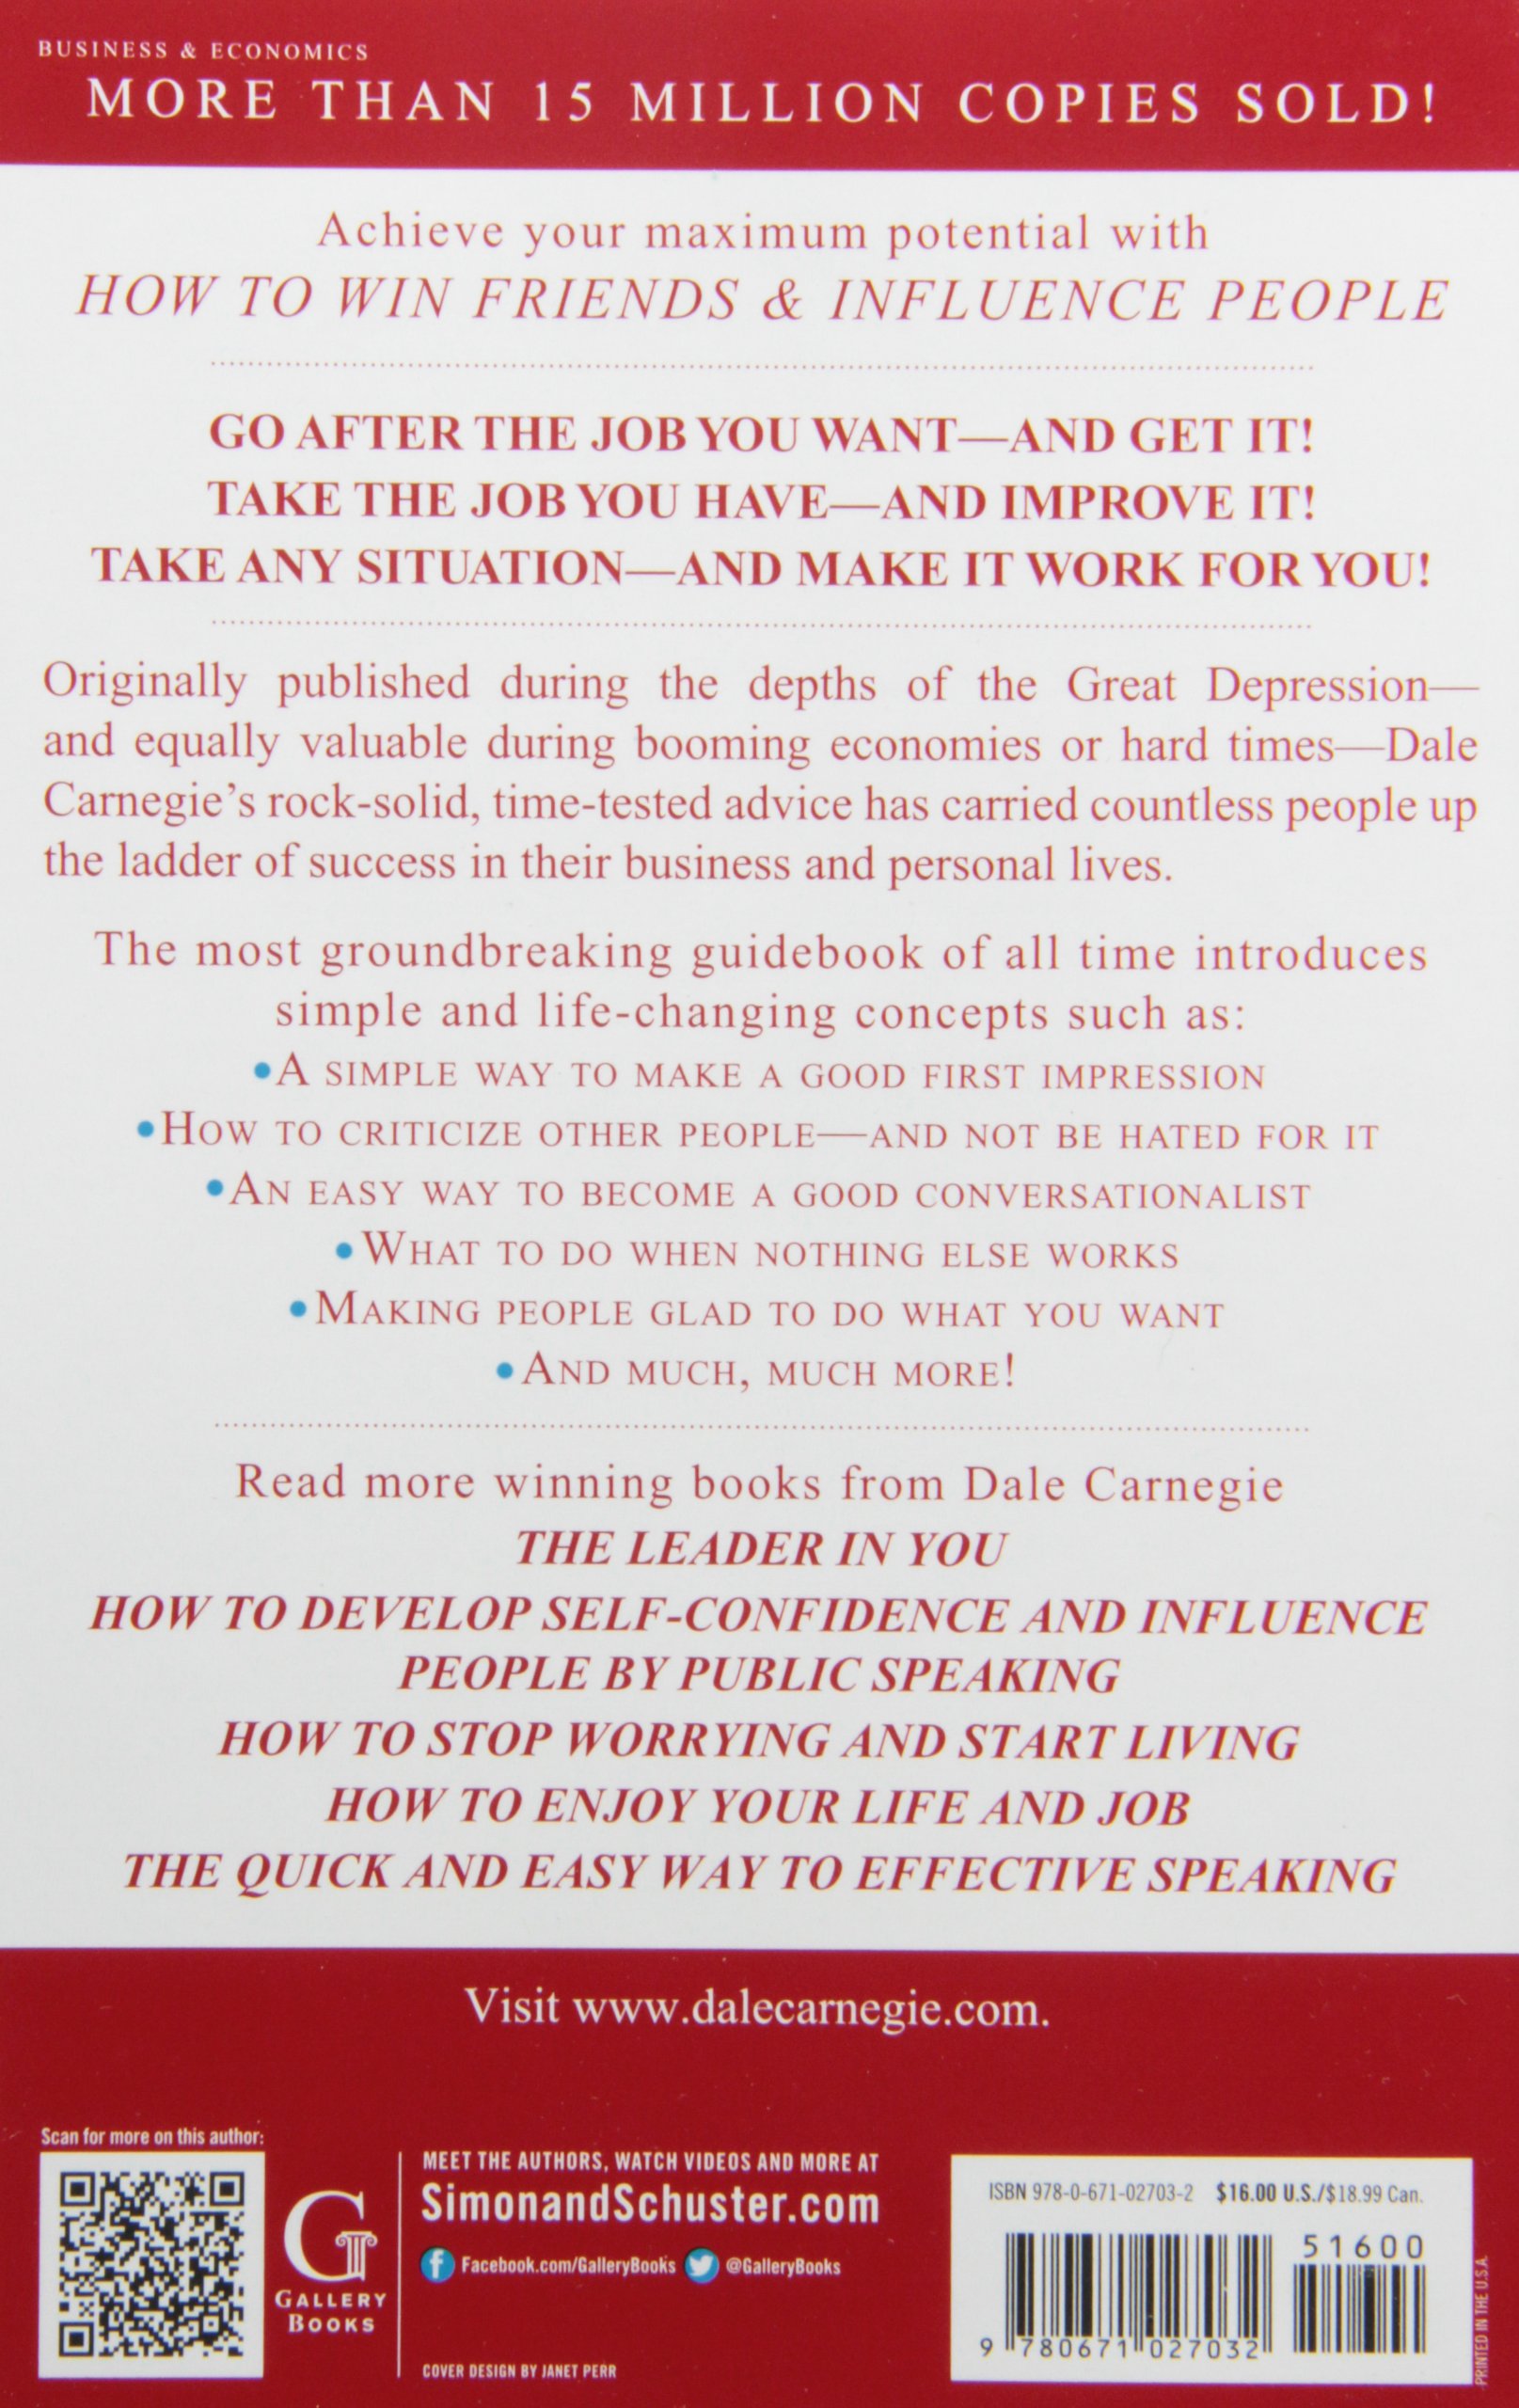 BUSINESS & ECONOMICS
MORE THAN 15 MILLION COPIES SOLD!
Achieve your maximum potential with
HOW TO WIN FRIENDS & INFLUENCE PEOPLE
GO AFTER THE JOB YOU WANT—AND GET IT!
TAKE THE JOB YOU HAVE—AND IMPROVE IT!
TAKE ANY SITUATION—AND MAKE IT WORK FOR YOU!
Originally published during the depths of the Great Depression—
and equally valuable during booming economies or hard times—Dale
Carnegie's rock-solid, time-tested advice has carried countless people up
the ladder of success in their business and personal lives.
The most groundbreaking guidebook of all time introduces
simple and life-changing concepts such as:
•A SIMPLE WAY TO MAKE A GOOD FIRST IMPRESSION
•HOW TO CRITICIZE OTHER PEOPLE—AND NOT BE HATED FOR IT
•AN EASY WAY TO BECOME A GOOD CONVERSATIONALIST
•WHAT TO DO WHEN NOTHING ELSE WORKS
•MAKING PEOPLE GLAD TO DO WHAT YOU WANT
•AND MUCH, MUCH MORE!
Read more winning books from Dale Carnegie
THE LEADER IN YOU
HOW TO DEVELOP SELF-CONFIDENCE AND INFLUENCE
PEOPLE BY PUBLIC SPEAKING
HOW TO STOP WORRYING AND START LIVING
HOW TO ENJOY YOUR LIFE AND JOB
THE QUICK AND EASY WAY TO EFFECTIVE SPEAKING
Visit www.dalecarnegie.com.
Scan for more on this author:
G
GALLERY
BOOKS
MEET THE AUTHORS, WATCH VIDEOS AND MORE AT
SimonandSchuster.com
Facebook.com/GalleryBooks @GalleryBooks
COVER DESIGN BY JANET PERR
ISBN 978-0-671-02703-2 $16.00 U.S./$18.99 Can.
51600
9 780671 027032
PRINTED IN THE U.S.A.